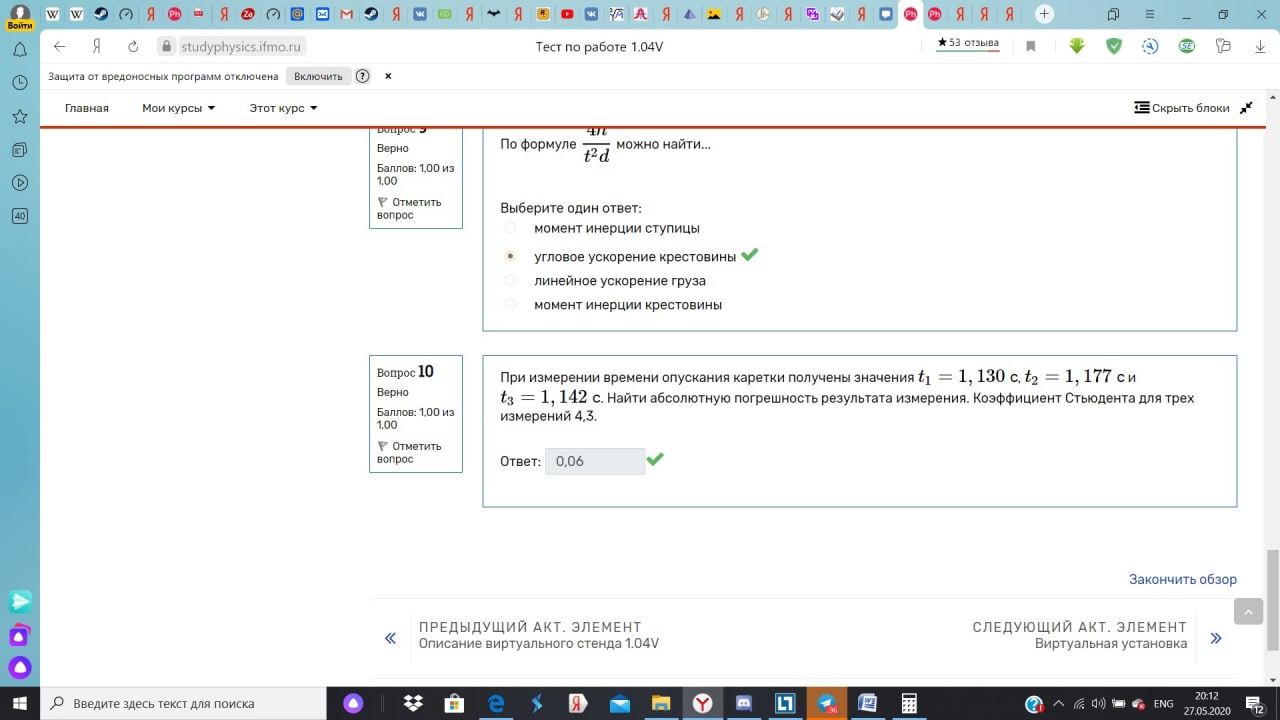 Войти
studyphysics.ifmo.ru
Тест по работе 1.04V
★ 53 отзыва
Защита от вредоносных программ отключена Включить ? ×
Главная Мои курсы Этот курс Скрыть блоки
40
Вопрос 9
Верно
Баллов: 1,00 из
1,00
Отметить
вопрос
По формуле 4h / t²d можно найти...
Выберите один ответ:
момент инерции ступицы
угловое ускорение крестовины
линейное ускорение груза
момент инерции крестовины
Вопрос 10
Верно
Баллов: 1,00 из
1,00
Отметить
вопрос
При измерении времени опускания каретки получены значения t₁ = 1, 130 с, t₂ = 1, 177 с и
t₃ = 1, 142 с. Найти абсолютную погрешность результата измерения. Коэффициент Стьюдента для трех
измерений 4,3.
Ответ: 0,06
Закончить обзор
ПРЕДЫДУЩИЙ АКТ. ЭЛЕМЕНТ
Описание виртуального стенда 1.04V
СЛЕДУЮЩИЙ АКТ. ЭЛЕМЕНТ
Виртуальная установка
Введите здесь текст для поиска
ENG
20:12
27.05.2020
12